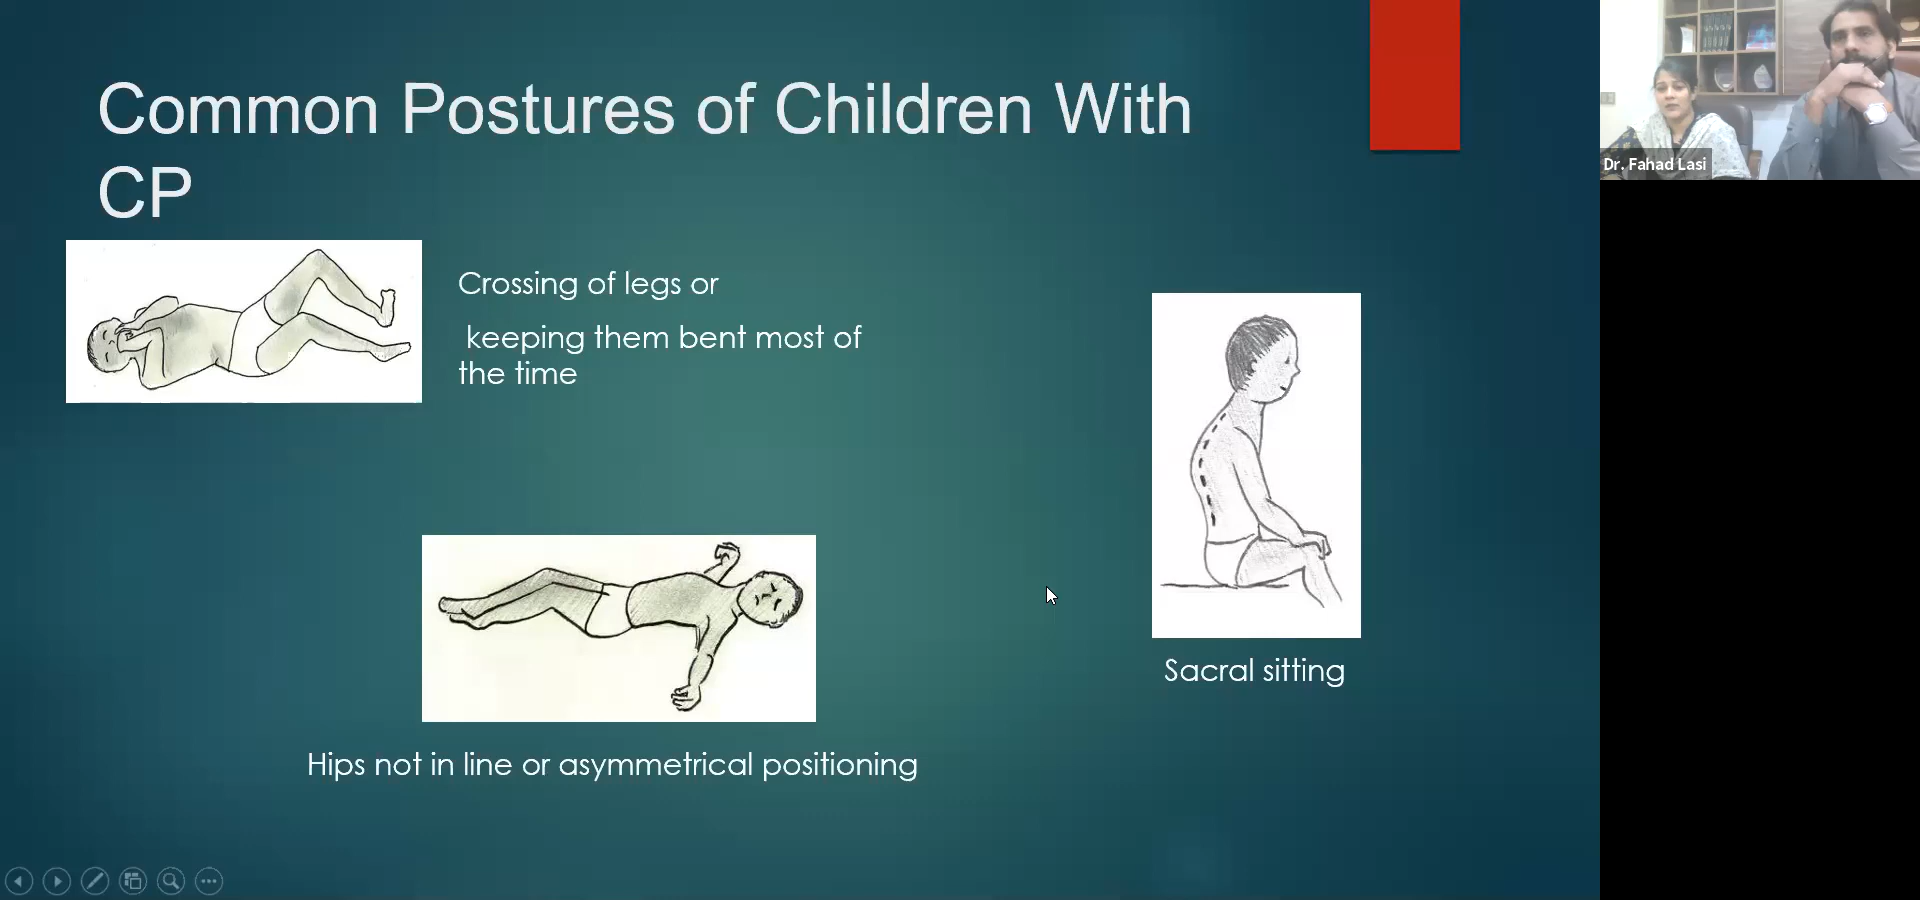 Common Postures of Children With
CP
Crossing of legs or
keeping them bent most of
the time
Sacral sitting
Hips not in line or asymmetrical positioning
Dr. Fahad Lasi